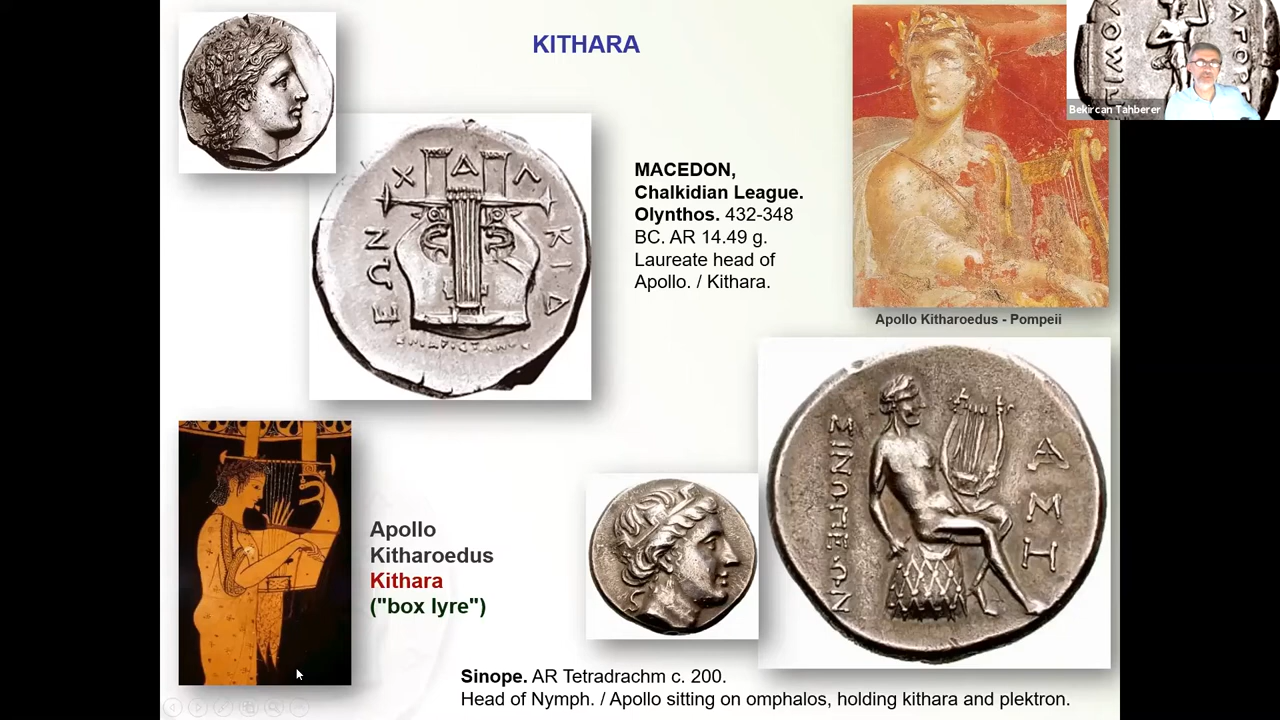 KITHARA
Bekircan Tahberer
MACEDON,
Chalkidian League.
Olynthos. 432-348
BC. AR 14.49 g.
Laureate head of
Apollo. / Kithara.
Χ Α Λ
Κ Ι Δ
Ε Ω Ν
Apollo Kitharoedus - Pompeii
ΣΙΝΩΠΕΩΝ
Α
Μ
Η
Apollo
Kitharoedus
Kithara
("box lyre")
Sinope. AR Tetradrachm c. 200.
Head of Nymph. / Apollo sitting on omphalos, holding kithara and plektron.